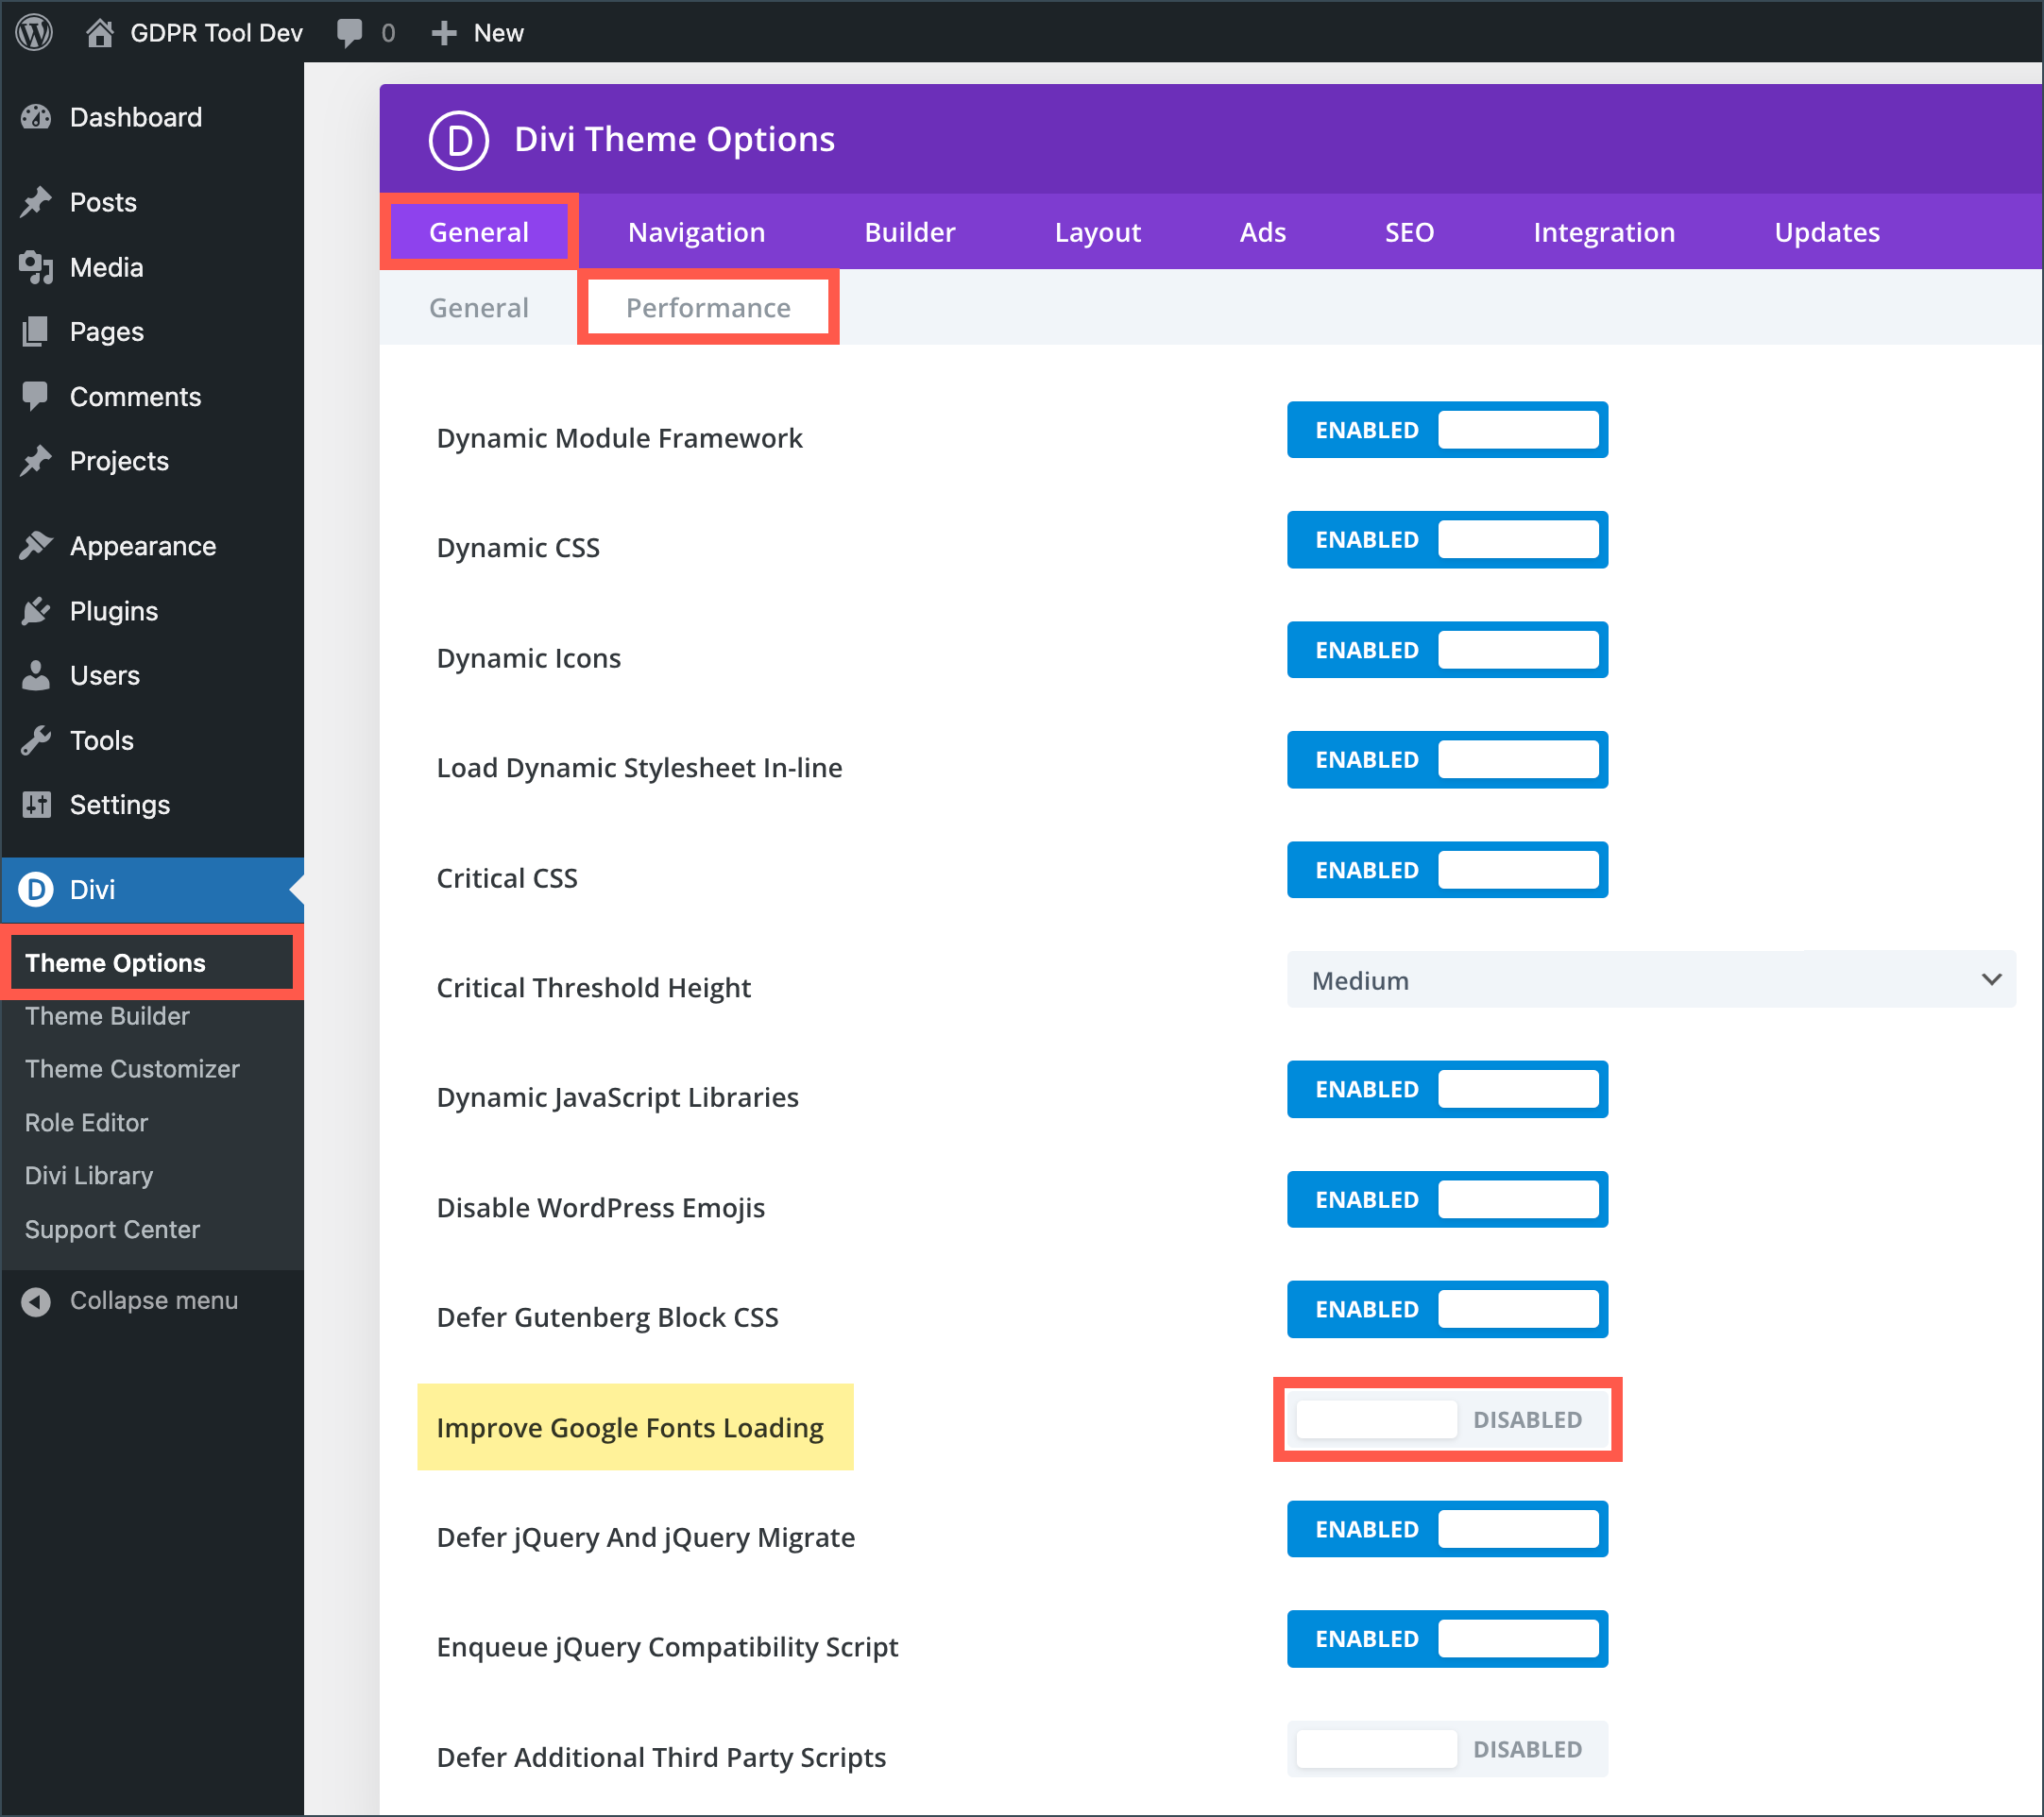 GDPR Tool Dev 0 New
Dashboard
Posts
Media
Pages
Comments
Projects
Appearance
Plugins
Users
Tools
Settings
D Divi
Theme Options
Theme Builder
Theme Customizer
Role Editor
Divi Library
Support Center
Collapse menu
D Divi Theme Options
General Navigation Builder Layout Ads SEO Integration Updates
General Performance
Dynamic Module Framework ENABLED
Dynamic CSS ENABLED
Dynamic Icons ENABLED
Load Dynamic Stylesheet In-line ENABLED
Critical CSS ENABLED
Critical Threshold Height Medium
Dynamic JavaScript Libraries ENABLED
Disable WordPress Emojis ENABLED
Defer Gutenberg Block CSS ENABLED
Improve Google Fonts Loading DISABLED
Defer jQuery And jQuery Migrate ENABLED
Enqueue jQuery Compatibility Script ENABLED
Defer Additional Third Party Scripts DISABLED